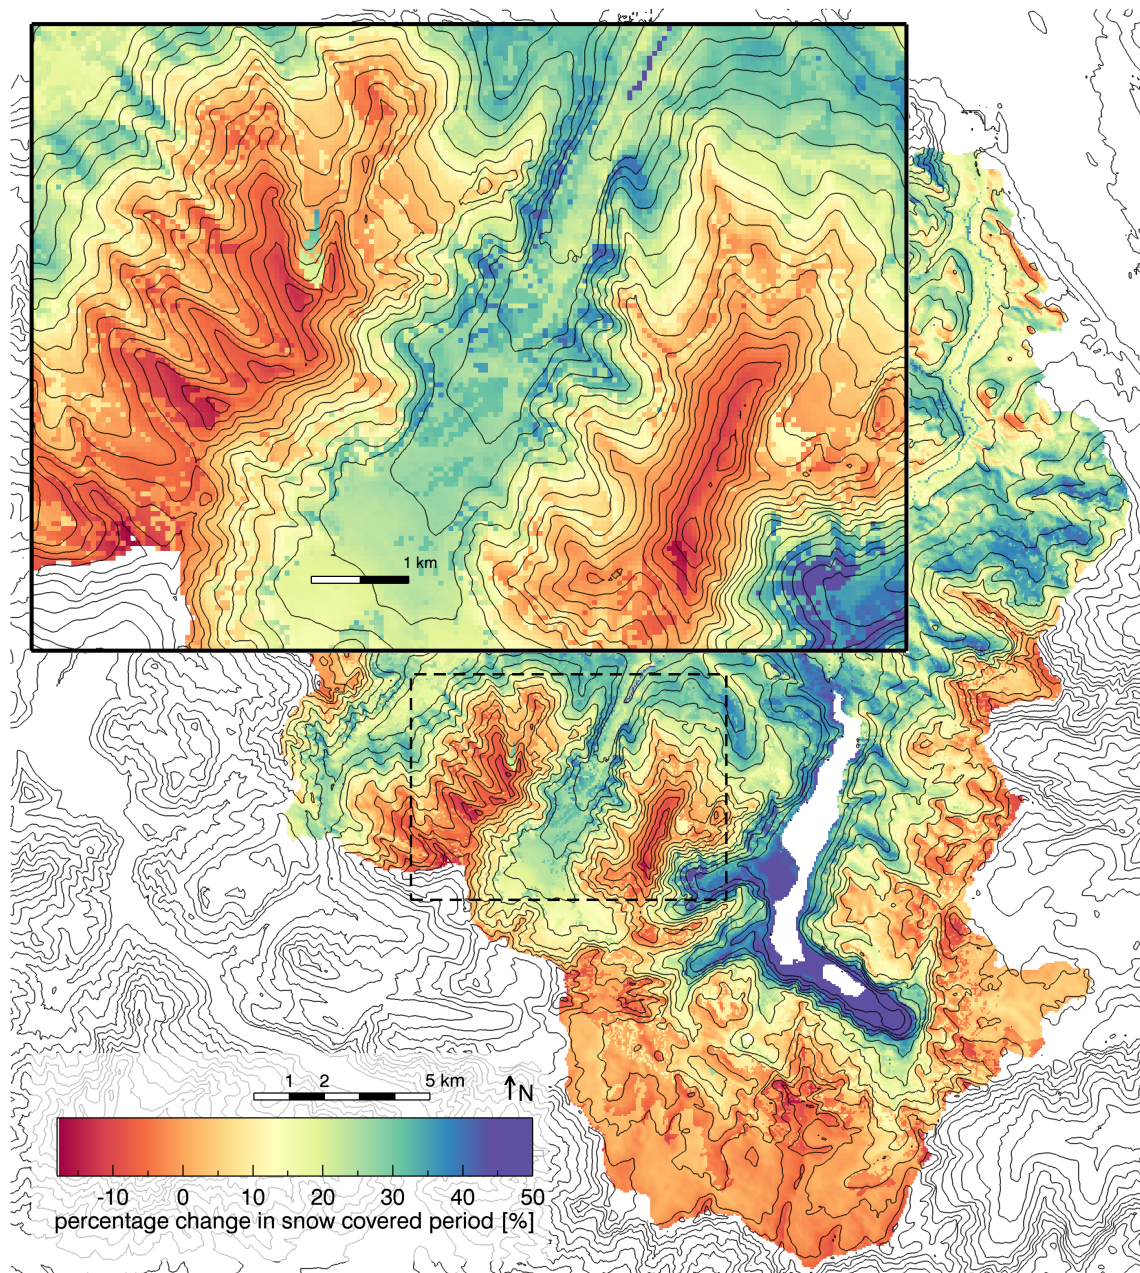 1 km
1 2 5 km
↑N
-10 0 10 20 30 40 50
percentage change in snow covered period [%]